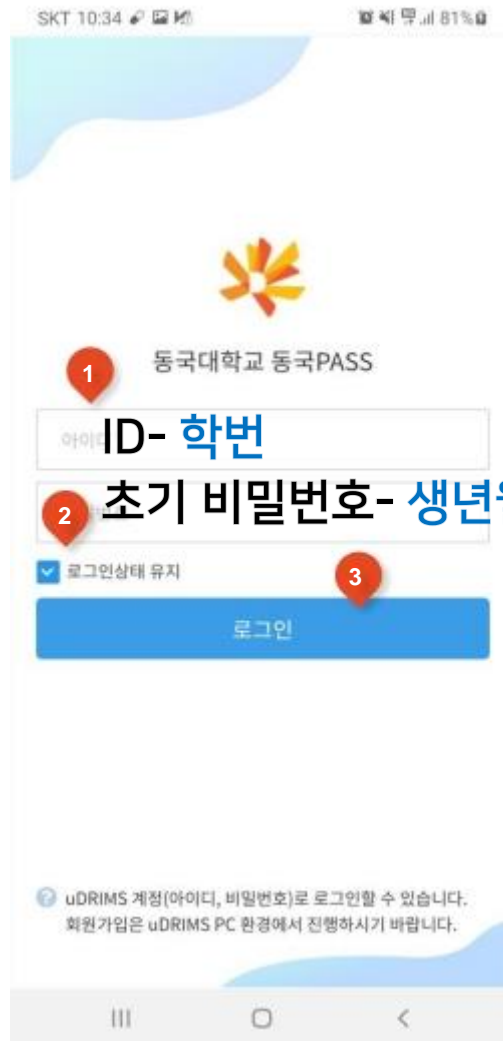 SKT 10:34
81%
동국대학교 동국PASS
1
ID- 학번
2
초기 비밀번호- 생년
로그인상태 유지
3
로그인
uDRIMS 계정(아이디, 비밀번호)로 로그인할 수 있습니다.
회원가입은 uDRIMS PC 환경에서 진행하시기 바랍니다.